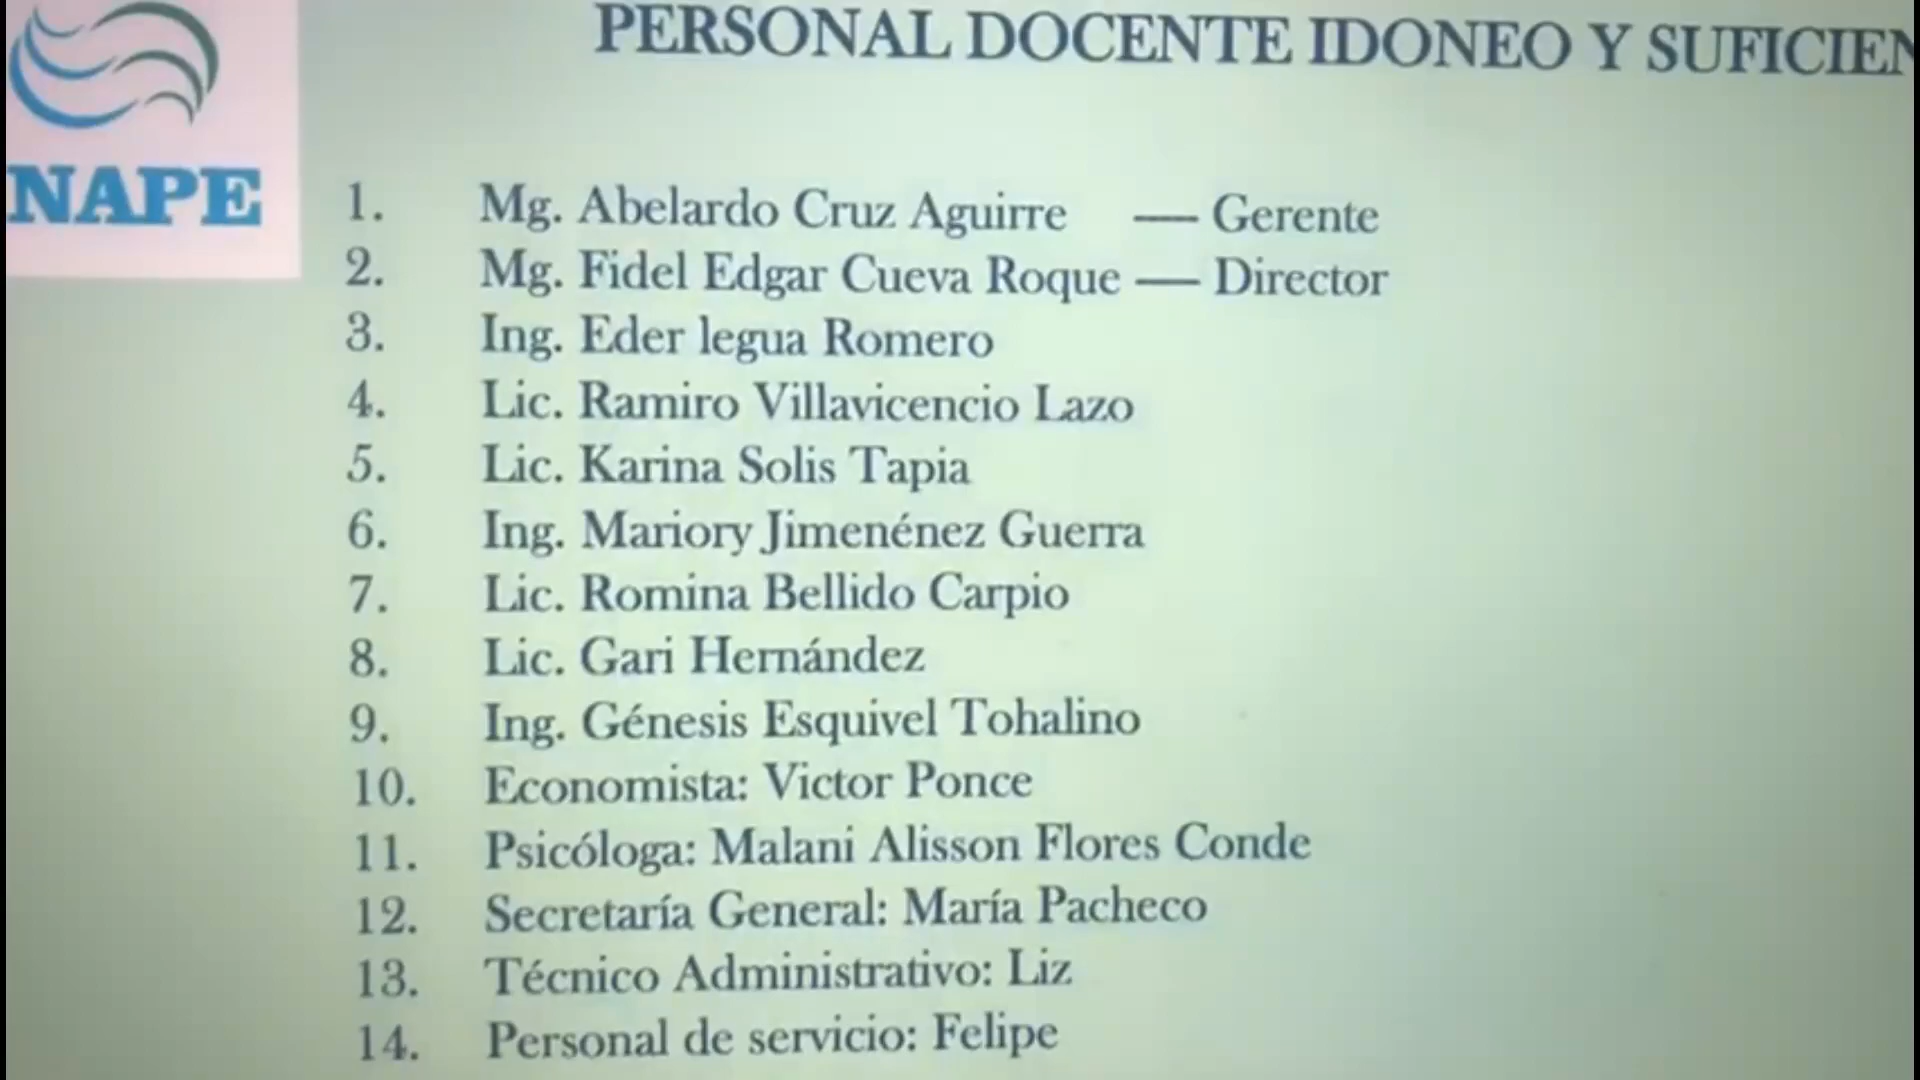 PERSONAL DOCENTE IDONEO Y SUFICIEN
NAPE
1. Mg. Abelardo Cruz Aguirre — Gerente
2. Mg. Fidel Edgar Cueva Roque — Director
3. Ing. Eder legua Romero
4. Lic. Ramiro Villavicencio Lazo
5. Lic. Karina Solis Tapia
6. Ing. Mariory Jimenénez Guerra
7. Lic. Romina Bellido Carpio
8. Lic. Gari Hernández
9. Ing. Génesis Esquivel Tohalino
10. Economista: Victor Ponce
11. Psicóloga: Malani Alisson Flores Conde
12. Secretaría General: María Pacheco
13. Técnico Administrativo: Liz
14. Personal de servicio: Felipe